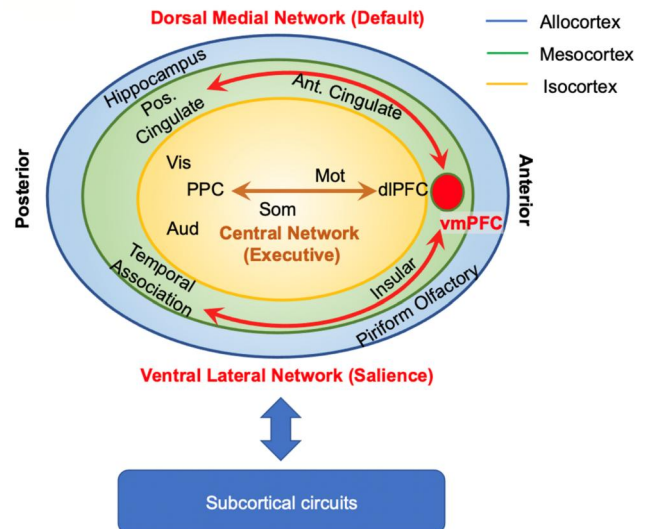 Dorsal Medial Network (Default)
Allocortex
Mesocortex
Isocortex
Hippocampus
Pos.
Cingulate
Ant. Cingulate
Posterior
Anterior
Vis
PPC
Mot
dlPFC
Som
vmPFC
Aud
Central Network
(Executive)
Temporal
Association
Insular
Piriform Olfactory
Ventral Lateral Network (Salience)
Subcortical circuits